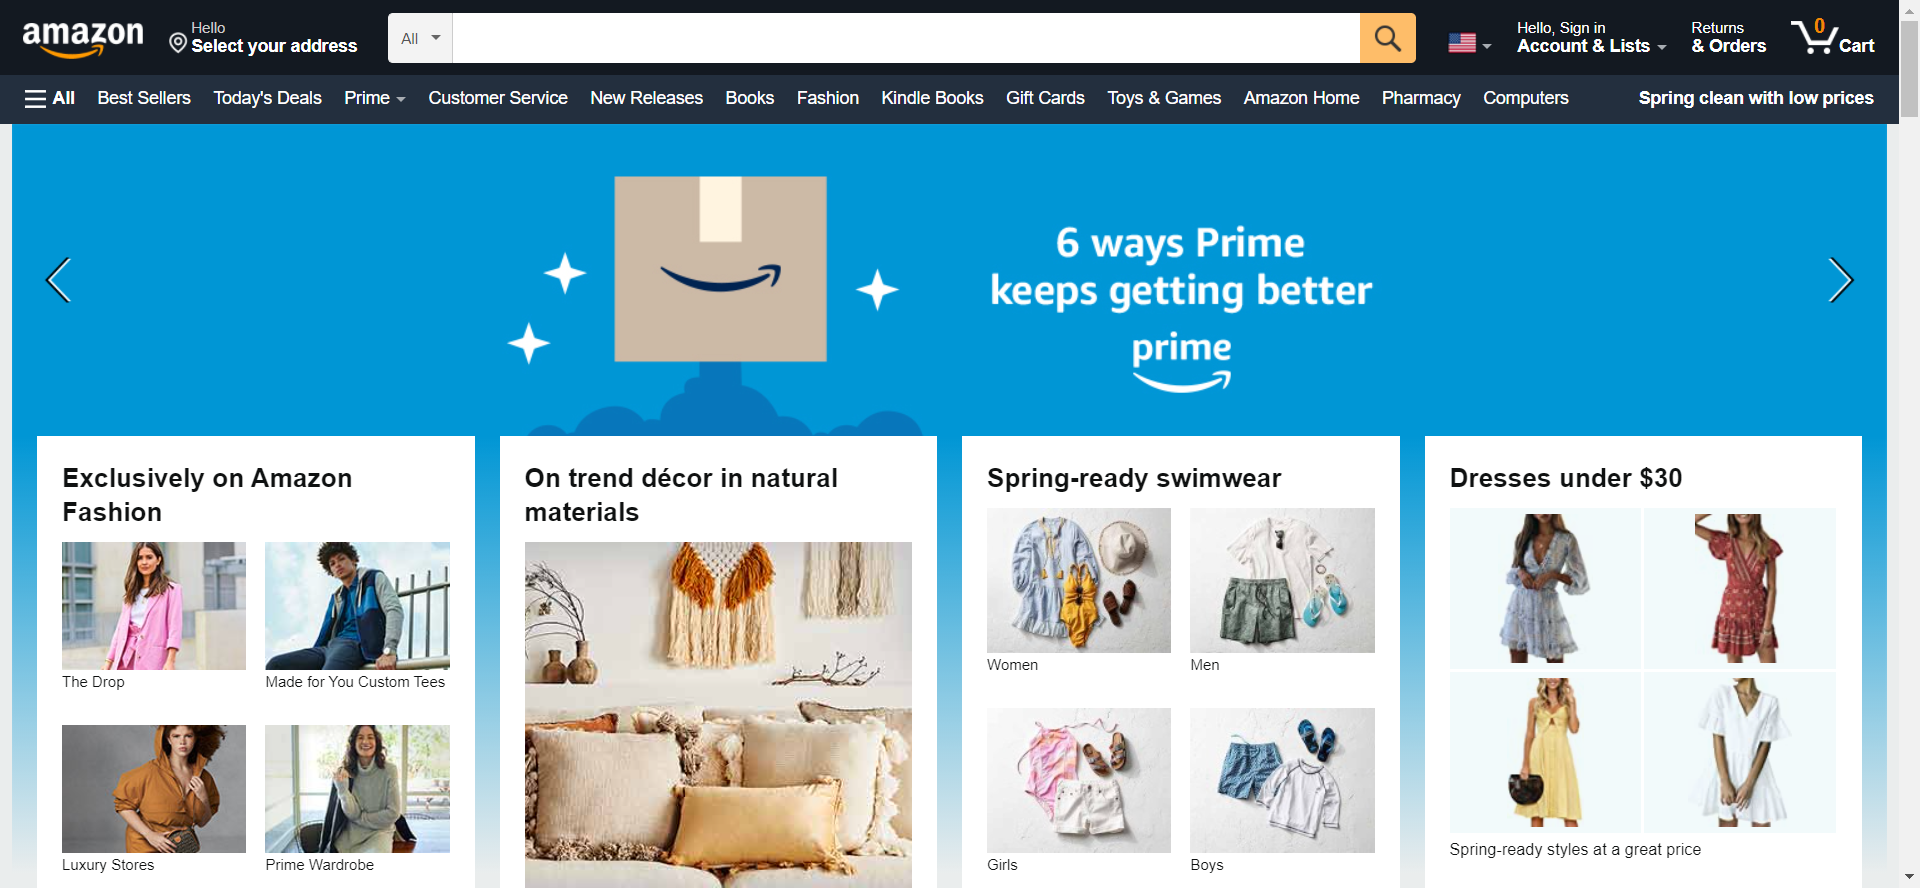 amazon
Hello
Select your address
All
Hello, Sign in
Account & Lists
Returns
& Orders
0
Cart
All
Best Sellers
Today's Deals
Prime
Customer Service
New Releases
Books
Fashion
Kindle Books
Gift Cards
Toys & Games
Amazon Home
Pharmacy
Computers
Spring clean with low prices
6 ways Prime
keeps getting better
prime
Exclusively on Amazon
Fashion
The Drop
Made for You Custom Tees
Luxury Stores
Prime Wardrobe
On trend décor in natural
materials
Spring-ready swimwear
Women
Men
Girls
Boys
Dresses under $30
Spring-ready styles at a great price